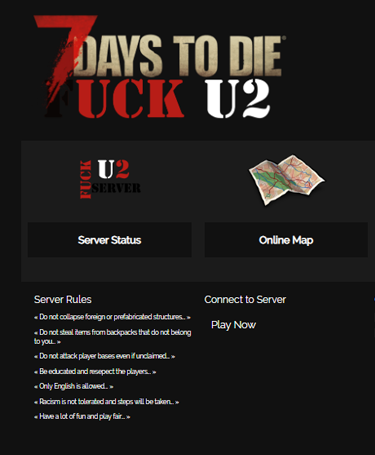 7 DAYS TO DIE
FUCK U2
FUCK U2 SERVER
Server Status
Online Map
Server Rules
« Do not collapse foreign or prefabricated structures... »
« Do not steal items from backpacks that do not belong
to you... »
« Do not attack player bases even if unclaimed... »
« Be educated and resepect the players... »
« Only English is allowed... »
« Racism is not tolerated and steps will be taken... »
« Have a lot of fun and play fair... »
Connect to Server
Play Now